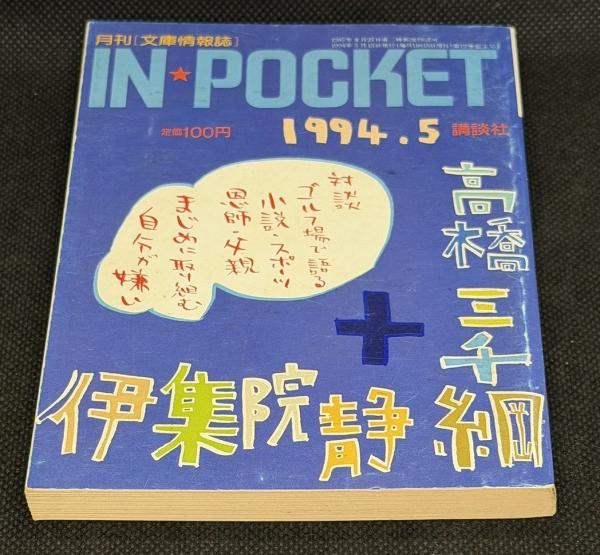 月刊［文庫情報誌］
IN★POCKET
定価100円
1994.5 講談社
対談
ゴルフ場で語る
小説・スポーツ
恩師・父親
まじめに取り組む
自分が嫌い
高橋三千綱
+
伊集院静